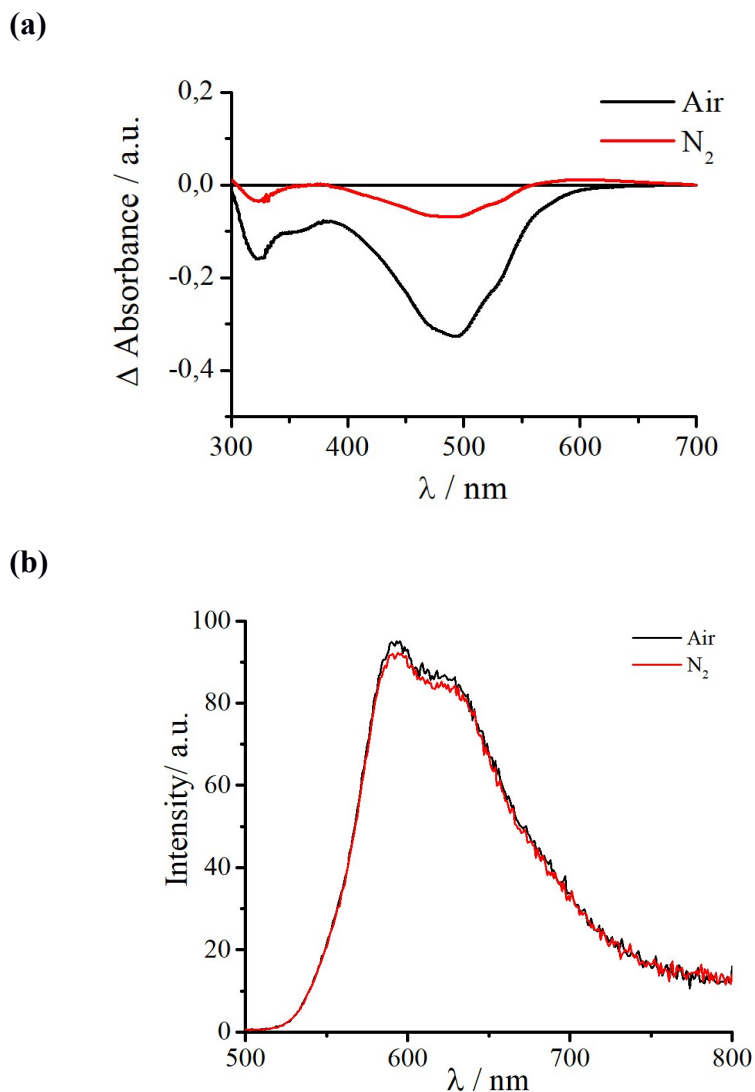 (a)
0,2
0,0
-0,2
-0,4
Δ Absorbance / a.u.
Air
N₂
300 400 500 600 700
λ / nm
(b)
100
80
60
40
20
0
Intensity/ a.u.
Air
N₂
500 600 700 800
λ / nm